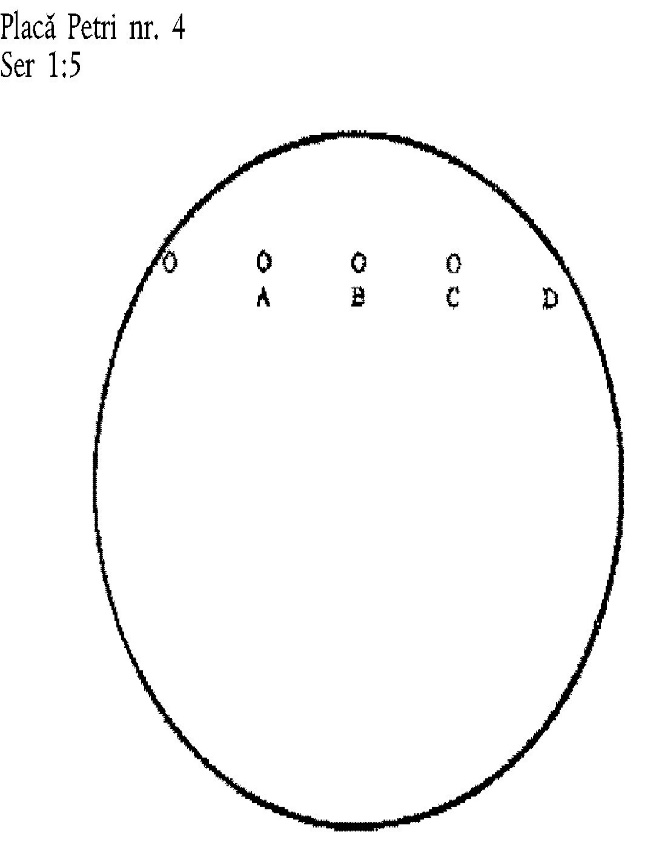 Placă Petri nr. 4
Ser 1:5
O O O O
A B C D